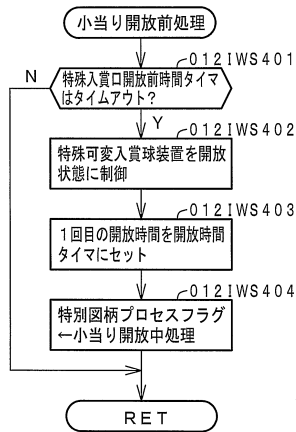 小当り開放前処理
012IWS401
N
特殊入賞口開放前時間タイマ
はタイムアウト？
Y
012IWS402
特殊可変入賞球装置を開放
状態に制御
012IWS403
１回目の開放時間を開放時間
タイマにセット
012IWS404
特別図柄プロセスフラグ
←小当り開放中処理
RET